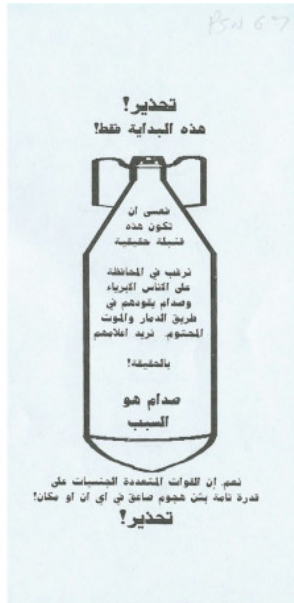 تحذير!
هذه البداية فقط!
نعسى ان
تكون هذه
قنبلة حقيقية
نرغب في المحافظة
على الناس الابرياء
وصدام يقودهم في
طريق الدمار والموت
المحتوم. نريد اعلامهم
بالحقيقة!
صدام هو
السبب
نعم. إن للقوات المتعددة الجنسيات على
قدرة تامة بشن هجوم صاعق في اي ان او مكان!
تحذير!